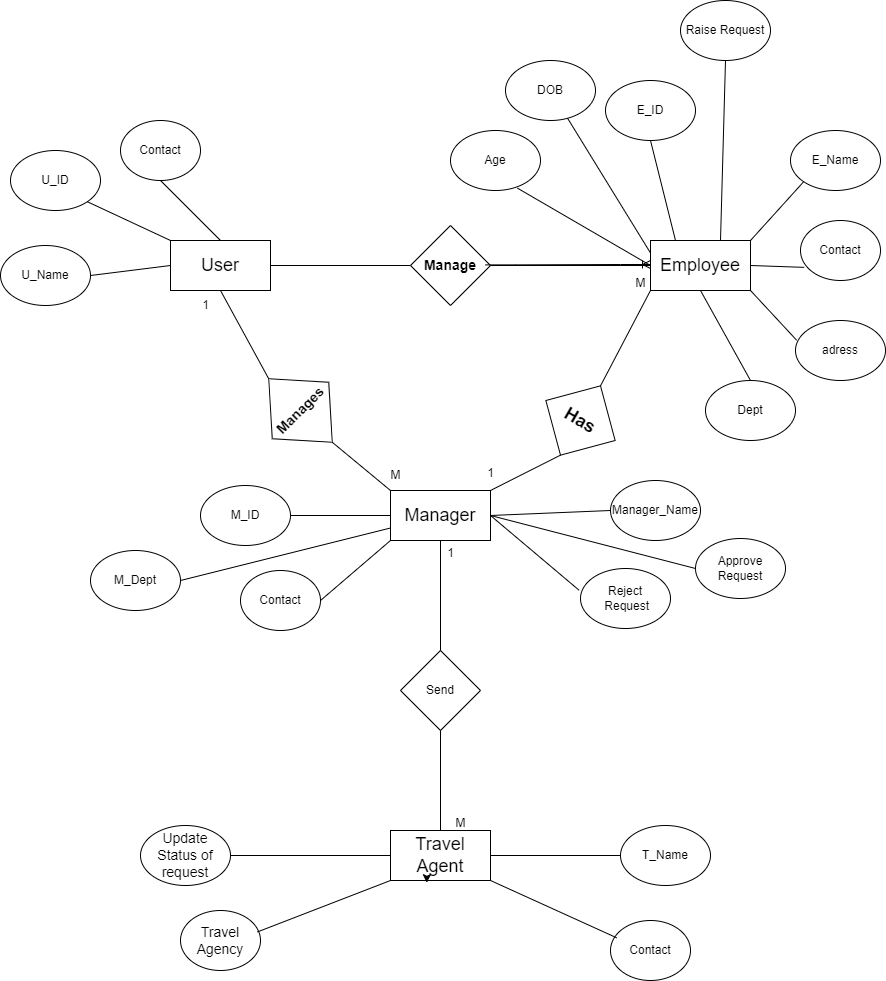 Raise Request
DOB
E_ID
Contact
Age
E_Name
U_ID
Contact
U_Name
User
Manage
Employee
M
1
adress
Manages
Has
Dept
M
1
M_ID
Manager
Manager_Name
1
M_Dept
Contact
Approve
Request
Reject
Request
Send
M
Update
Status of
request
Travel
Agent
T_Name
Travel
Agency
Contact